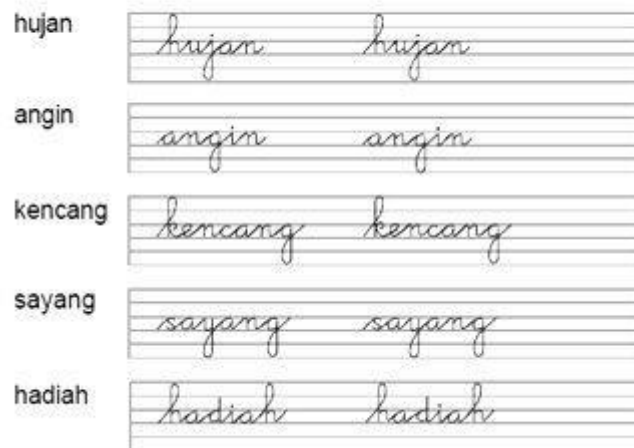 hujan hujan hujan
angin angin angin
kencang kencang kencang
sayang sayang sayang
hadiah hadiah hadiah